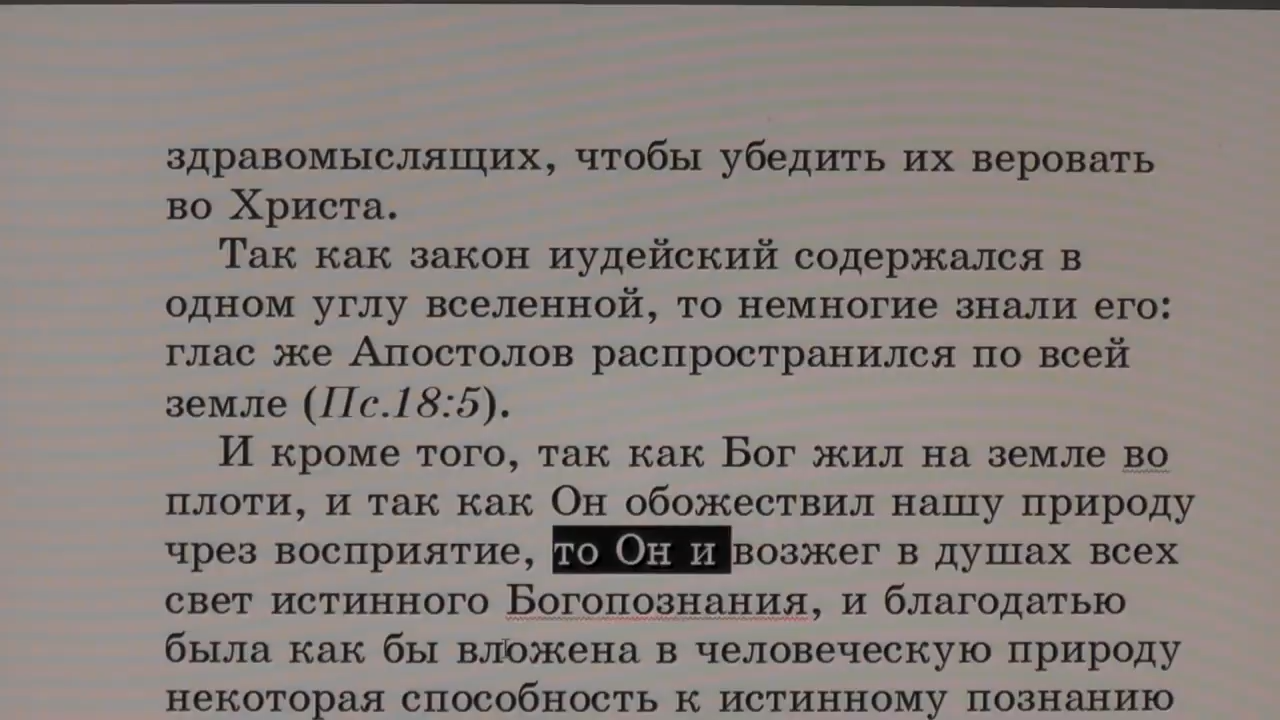 здравомыслящих, чтобы убедить их веровать
во Христа.
Так как закон иудейский содержался в
одном углу вселенной, то немногие знали его:
глас же Апостолов распространился по всей
земле (Пс.18:5).
И кроме того, так как Бог жил на земле во
плоти, и так как Он обожествил нашу природу
чрез восприятие, то Он и возжег в душах всех
свет истинного Богопознания, и благодатью
была как бы вложена в человеческую природу
некоторая способность к истинному познанию